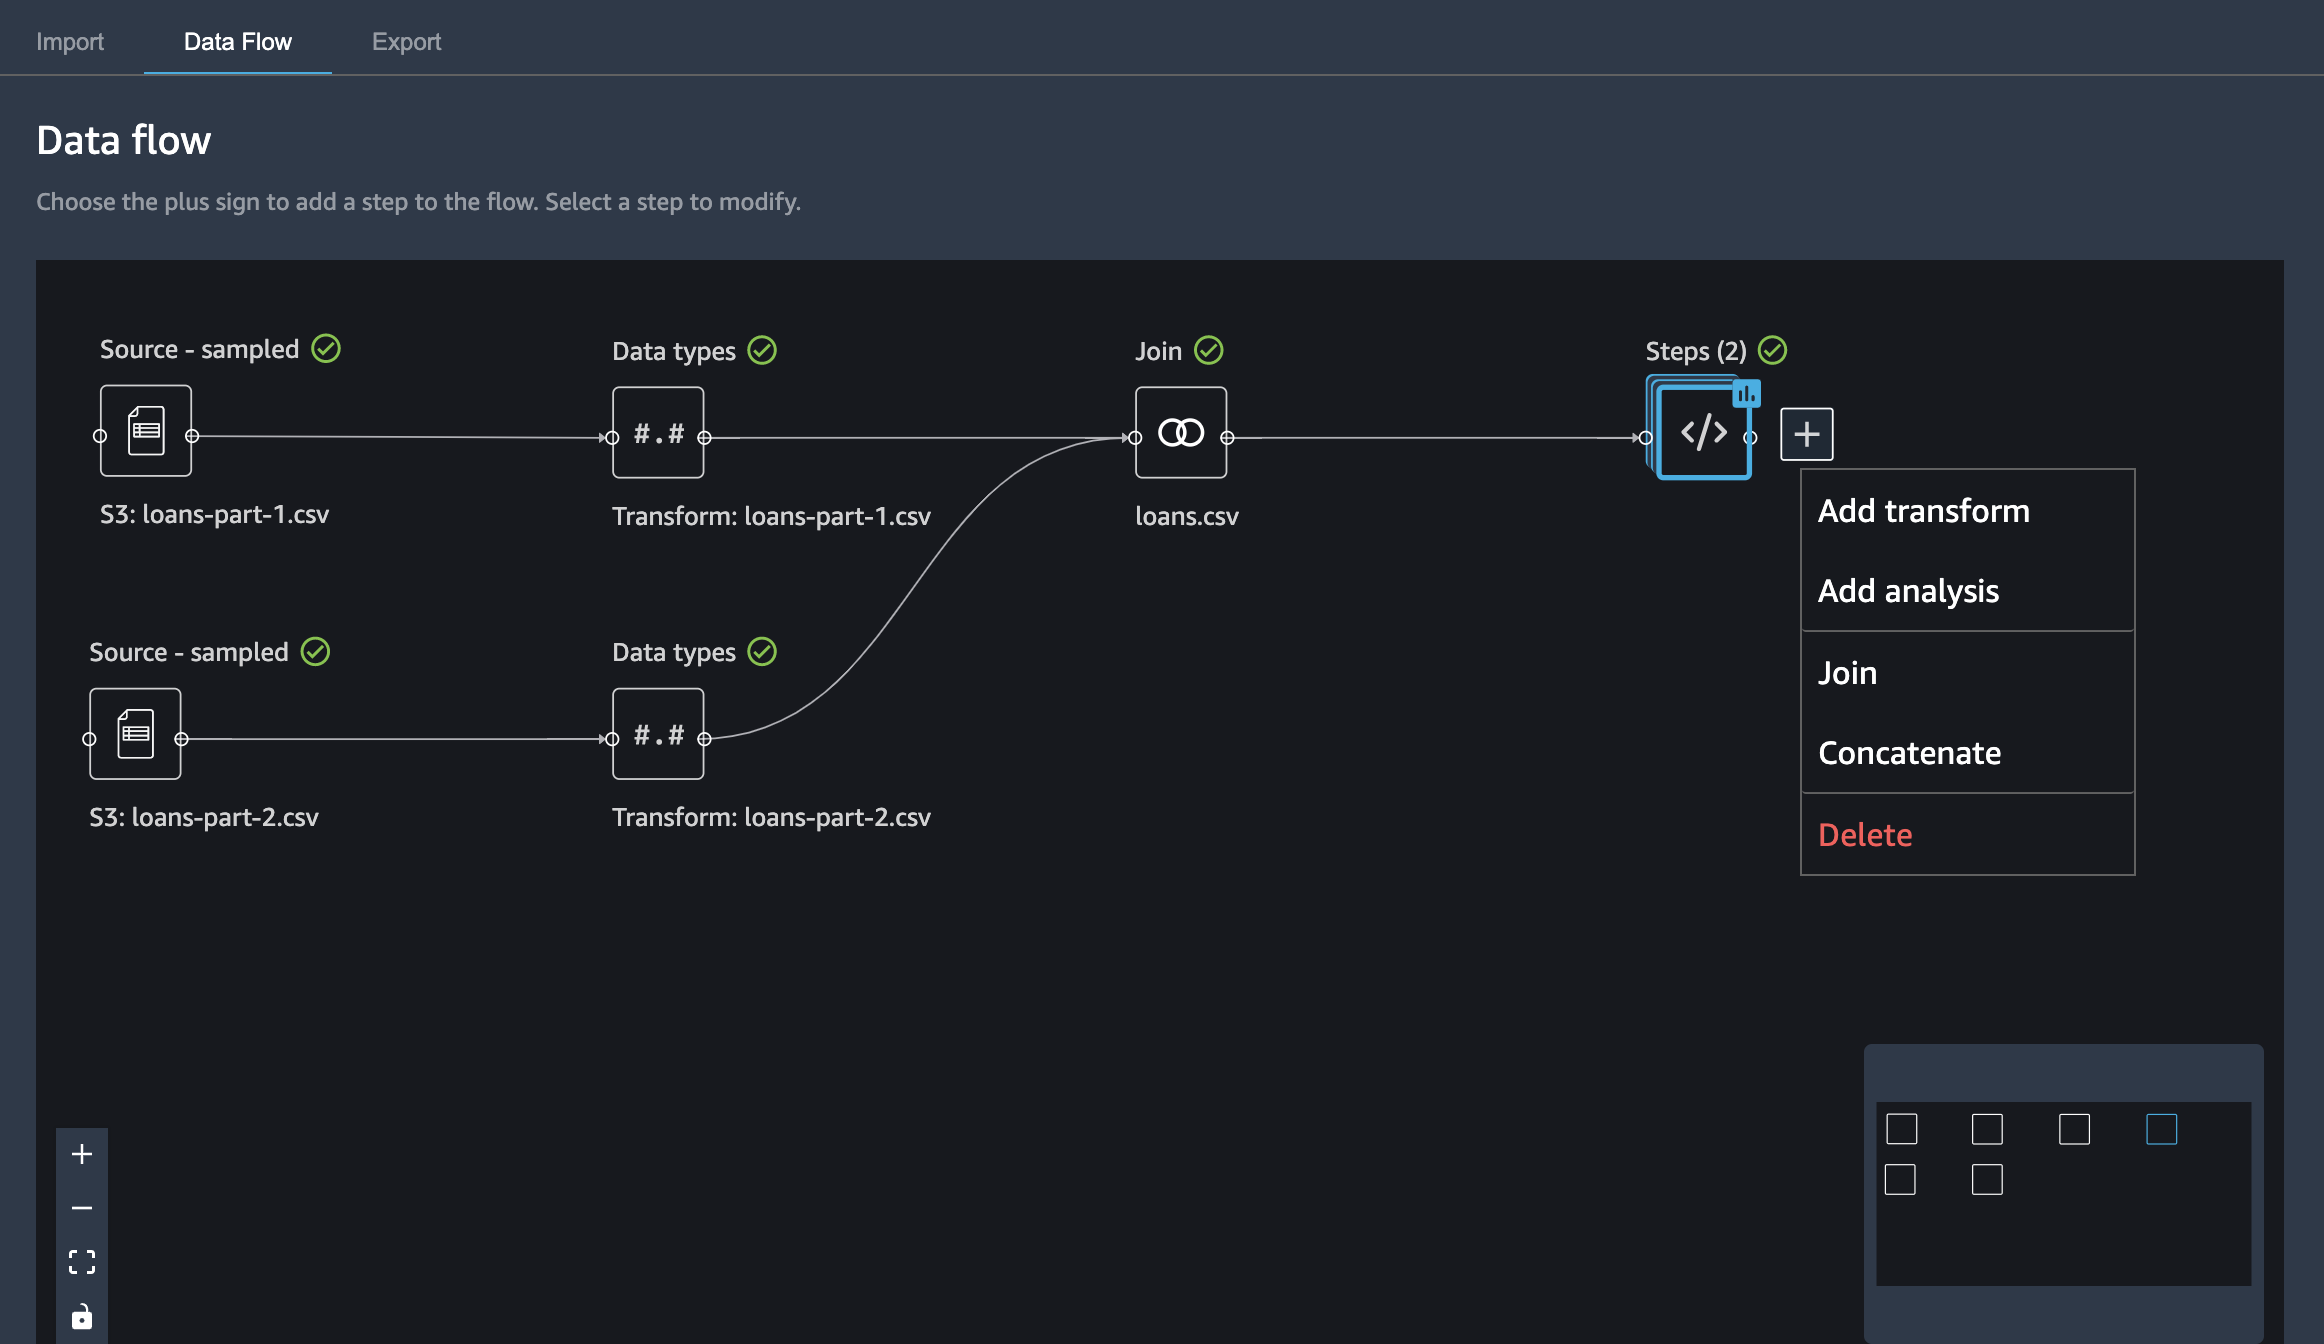 Import Data Flow Export
Data flow
Choose the plus sign to add a step to the flow. Select a step to modify.
Source - sampled
Data types
Join
Steps (2)
#.#
</>
S3: loans-part-1.csv
Transform: loans-part-1.csv
loans.csv
Add transform
Add analysis
Join
Concatenate
Delete
Source - sampled
Data types
#.#
S3: loans-part-2.csv
Transform: loans-part-2.csv